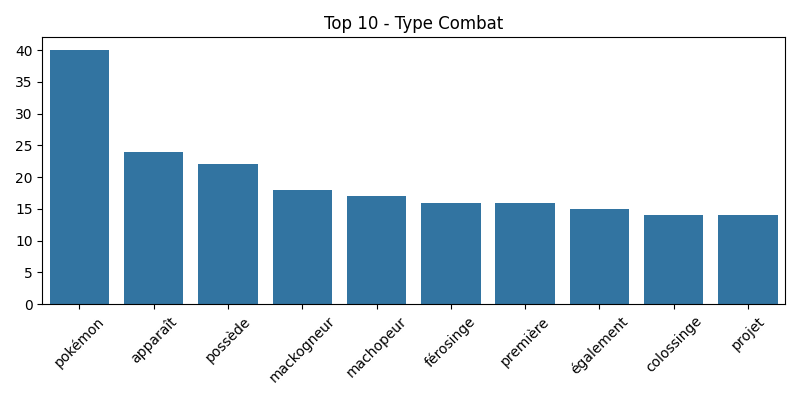 Top 10 - Type Combat
40
35
30
25
20
15
10
5
0
pokémon
apparaît
possède
mackogneur
machopeur
férosinge
première
également
colossinge
projet